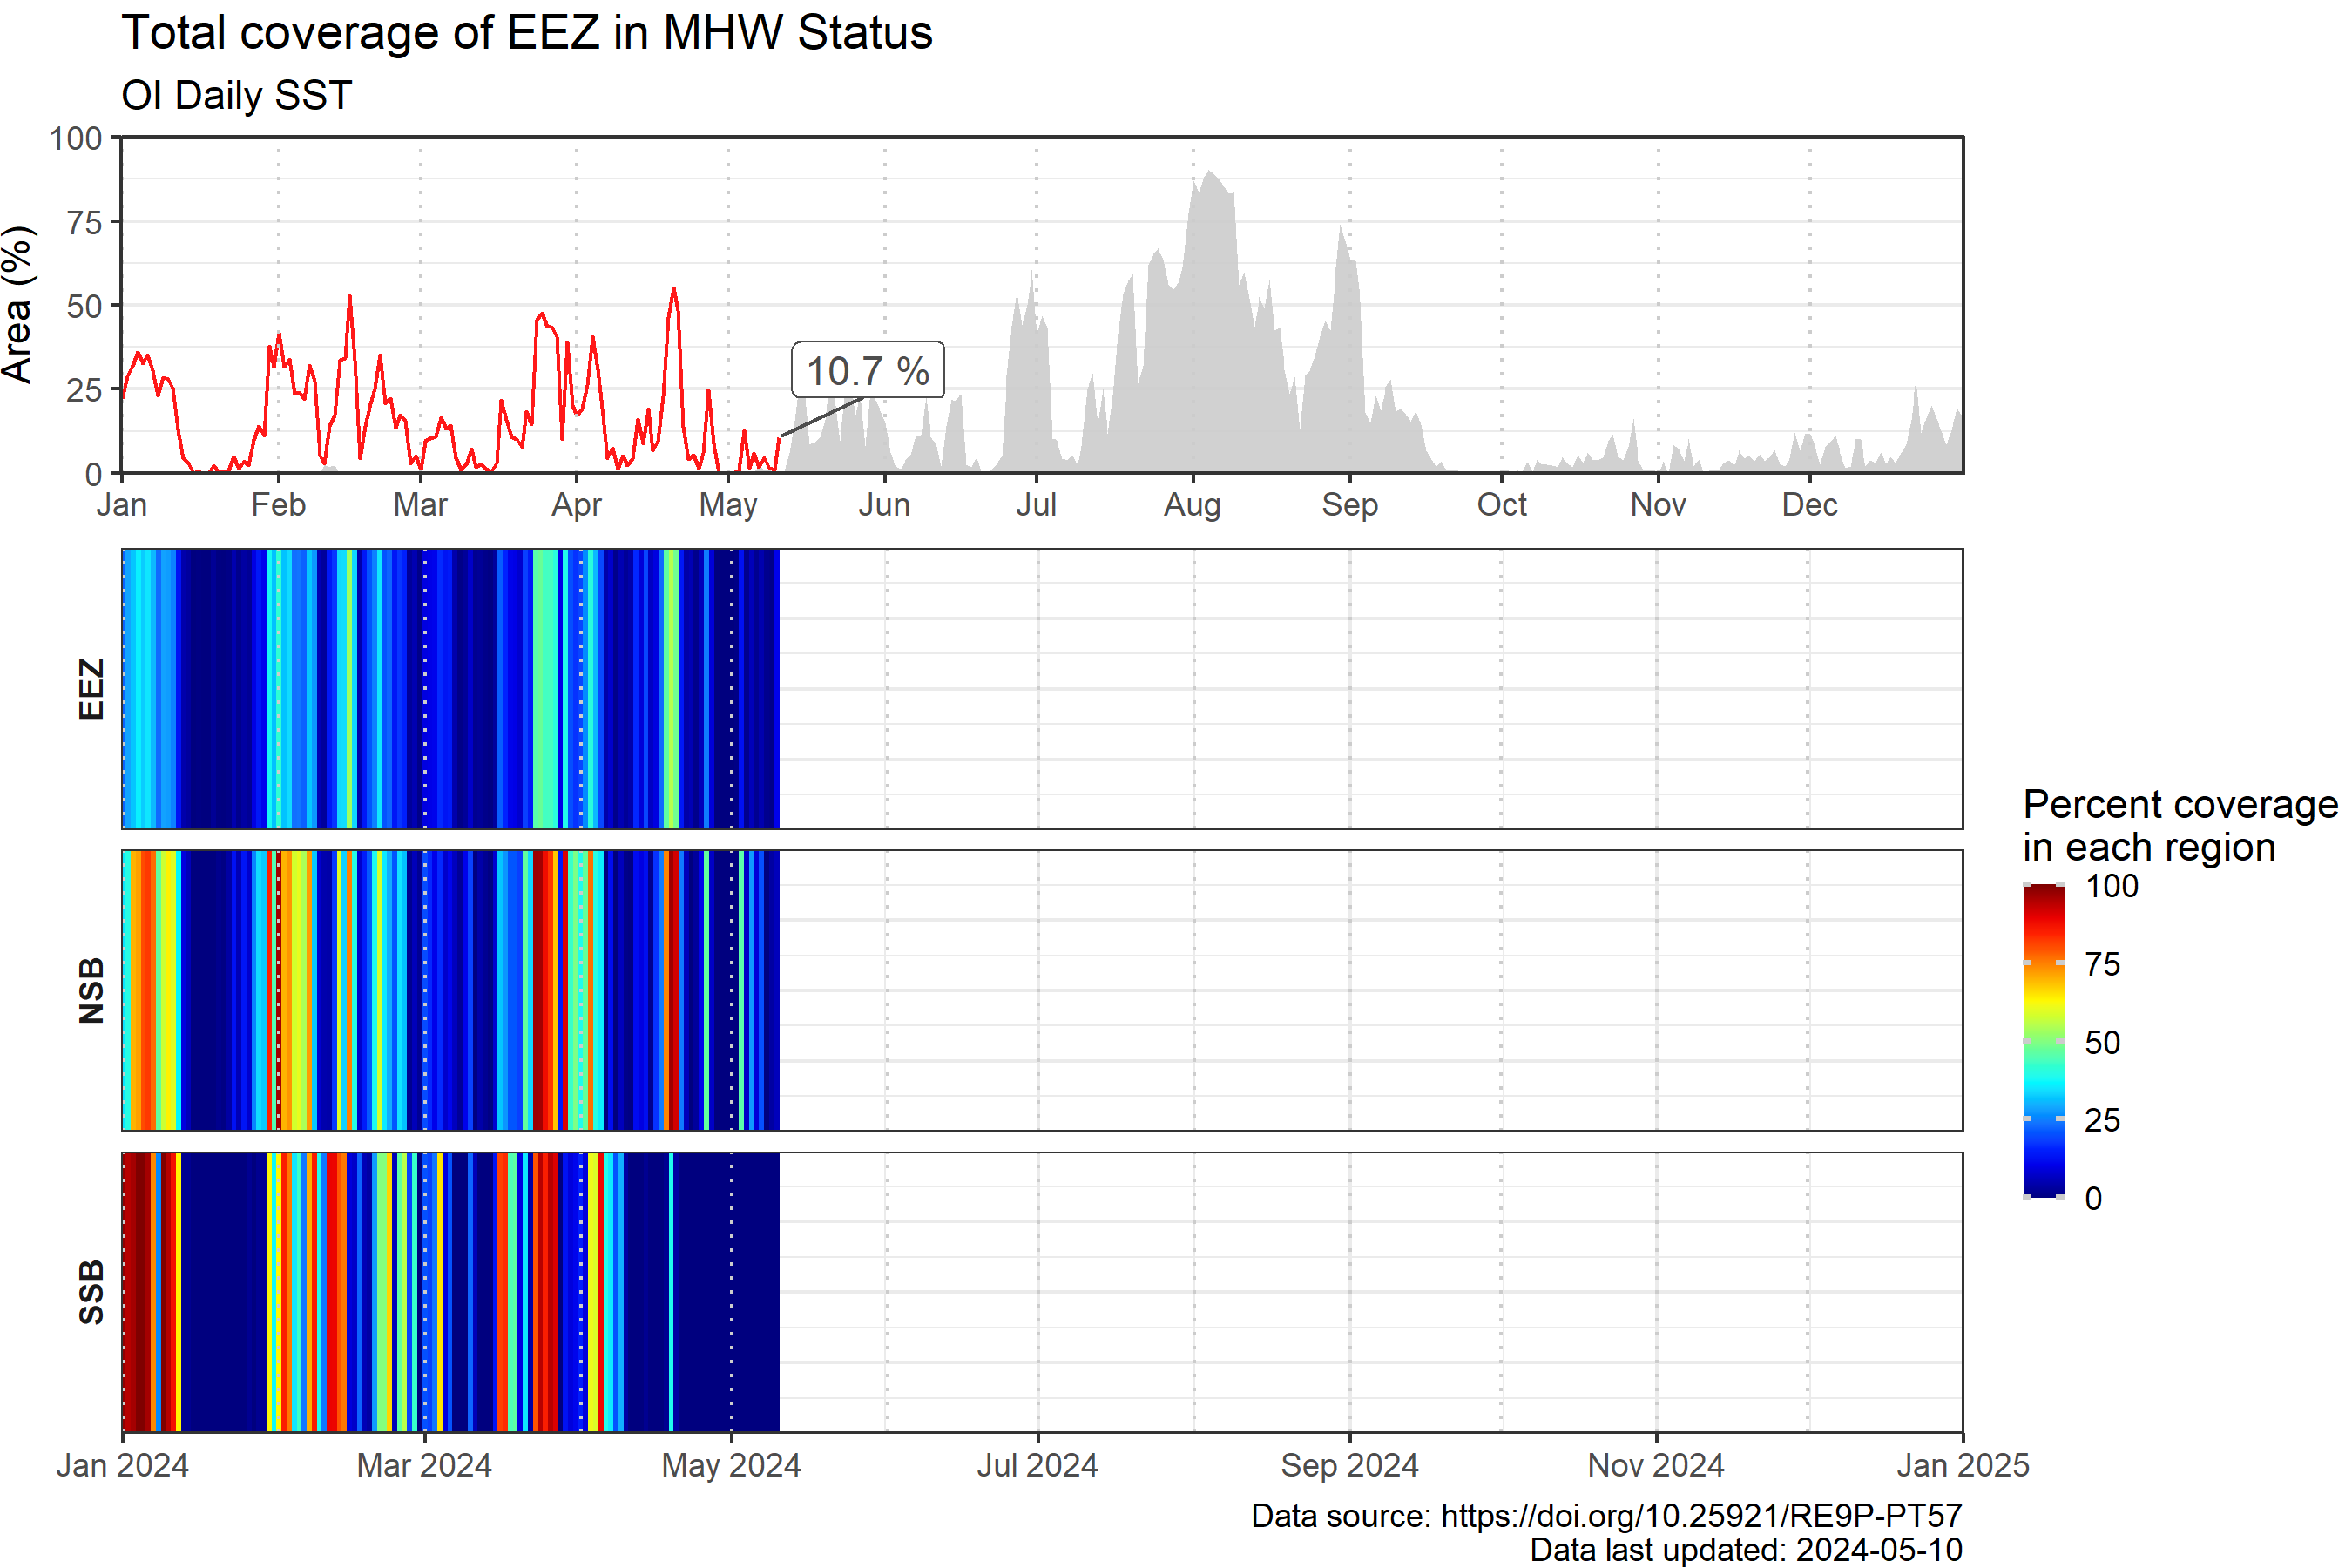 Total coverage of EEZ in MHW Status
OI Daily SST
Area (%)
100
75
50
25
0
10.7 %
Jan Feb Mar Apr May Jun Jul Aug Sep Oct Nov Dec
EEZ
NSB
SSB
Jan 2024 Mar 2024 May 2024 Jul 2024 Sep 2024 Nov 2024 Jan 2025
Percent coverage
in each region
100
75
50
25
0
Data source: https://doi.org/10.25921/RE9P-PT57
Data last updated: 2024-05-10